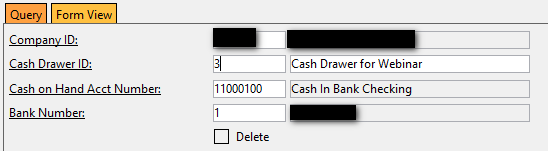 Query Form View
Company ID:
Cash Drawer ID: 3 Cash Drawer for Webinar
Cash on Hand Acct Number: 11000100 Cash In Bank Checking
Bank Number: 1
Delete